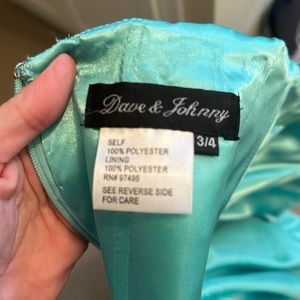 Dave & Johnny
3/4
SELF
100% POLYESTER
LINING
100% POLYESTER
RN# 97495
SEE REVERSE SIDE
FOR CARE